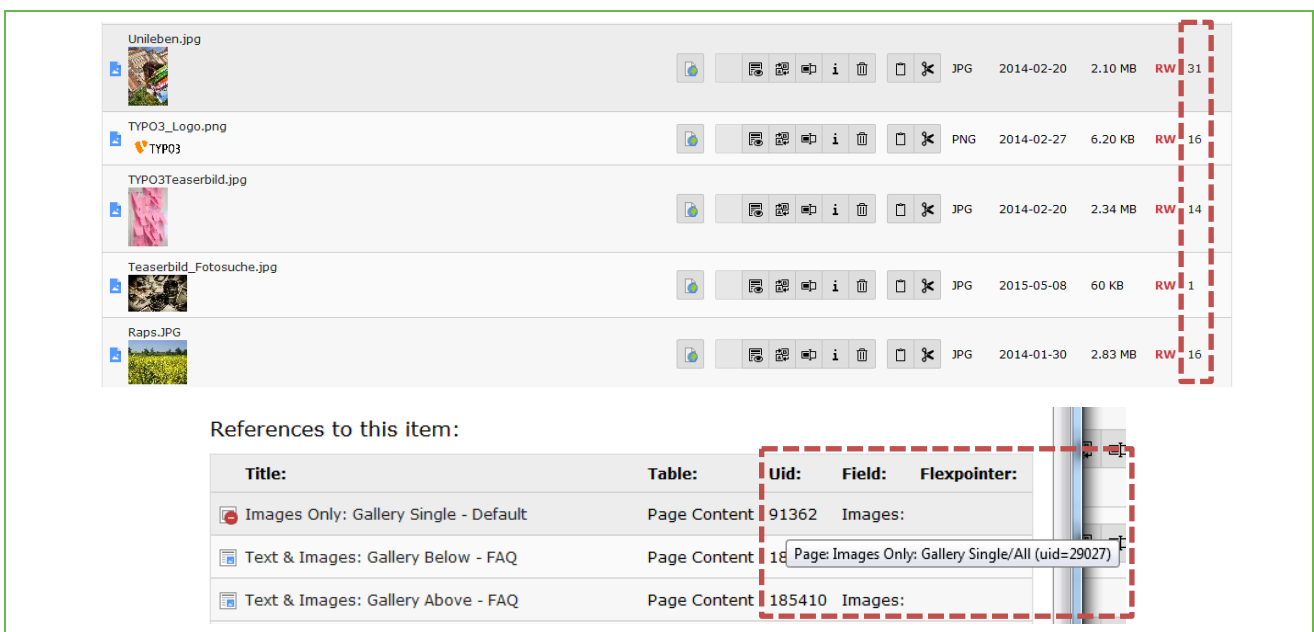 Unileben.jpg
JPG 2014-02-20 2.10 MB RW 31
TYPO3_Logo.png
TYPO3
PNG 2014-02-27 6.20 KB RW 16
TYPO3Teaserbild.jpg
JPG 2014-02-20 2.34 MB RW 14
Teaserbild_Fotosuche.jpg
JPG 2015-05-08 60 KB RW 1
Raps.JPG
JPG 2014-01-30 2.83 MB RW 16
References to this item:
Title: Table: Uid: Field: Flexpointer:
Images Only: Gallery Single - Default Page Content 91362 Images:
Text & Images: Gallery Below - FAQ Page Content 18
Page: Images Only: Gallery Single/All (uid=29027)
Text & Images: Gallery Above - FAQ Page Content 185410 Images: